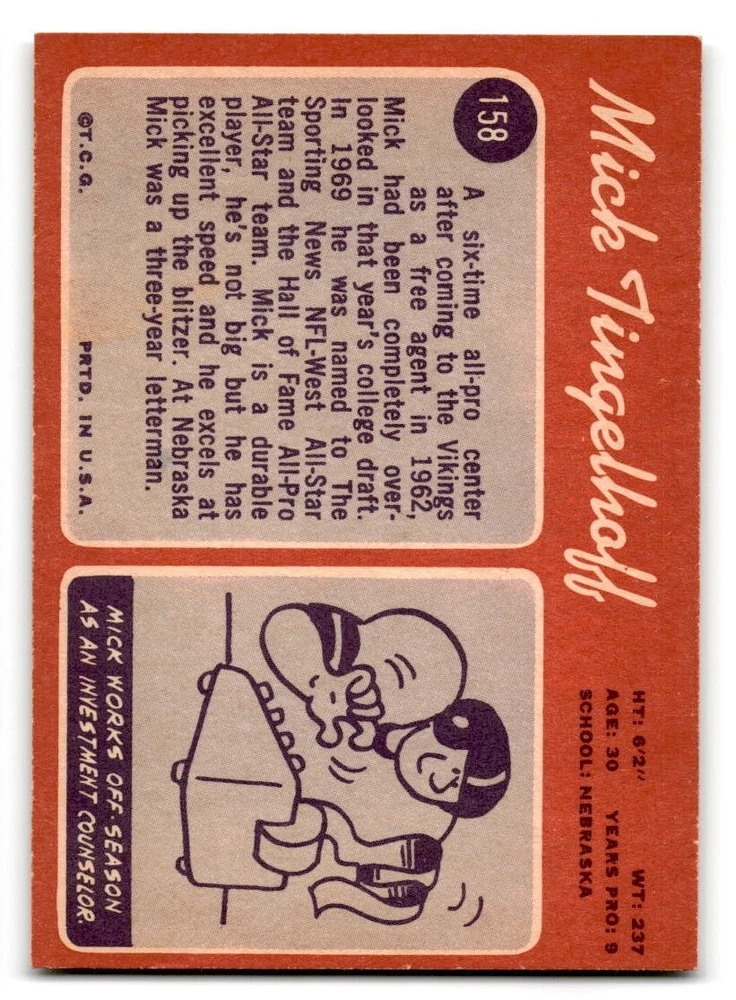 Mick Tingelhoff
HT: 6'2" WT: 237
AGE: 30 YEARS PRO: 9
SCHOOL: NEBRASKA
158
A six-time all-pro center
after coming to the Vikings
as a free agent in 1962,
Mick had been completely over-
looked in that year's college draft.
In 1969 he was named to The
Sporting News NFL-West All-Star
team and the Hall of Fame All-Pro
All-Star team. Mick is a durable
player, he's not big but he has
excellent speed and he excels at
picking up the blitzer. At Nebraska
Mick was a three-year letterman.
©T.C.G. PRTD. IN U.S.A.
MICK WORKS OFF-SEASON
AS AN INVESTMENT COUNSELOR